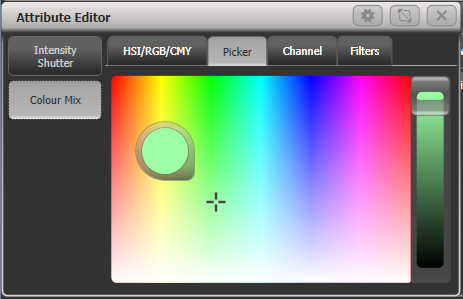 Attribute Editor
Intensity
Shutter
HSI/RGB/CMY
Picker
Channel
Filters
Colour Mix